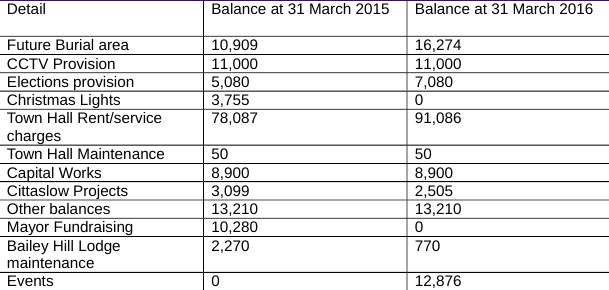 Detail Balance at 31 March 2015 Balance at 31 March 2016
Future Burial area 10,909 16,274
CCTV Provision 11,000 11,000
Elections provision 5,080 7,080
Christmas Lights 3,755 0
Town Hall Rent/service 78,087 91,086
charges
Town Hall Maintenance 50 50
Capital Works 8,900 8,900
Cittaslow Projects 3,099 2,505
Other balances 13,210 13,210
Mayor Fundraising 10,280 0
Bailey Hill Lodge 2,270 770
maintenance
Events 0 12,876